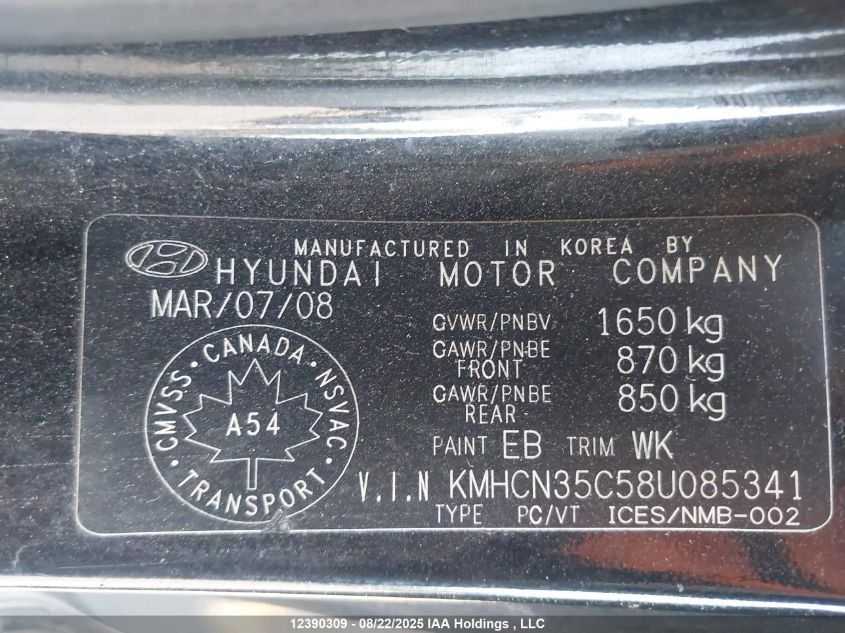 MANUFACTURED IN KOREA BY
HYUNDAI MOTOR COMPANY
MAR/07/08
GVWR/PNBV 1650 kg
GAWR/PNBE FRONT 870 kg
GAWR/PNBE REAR 850 kg
CMVSS · CANADA · NSVAC · TRANSPORT ·
A54
PAINT EB TRIM WK
V.I.N KMHCN35C58U085341
TYPE PC/VT ICES/NMB-002
12390309 - 08/22/2025 IAA Holdings , LLC